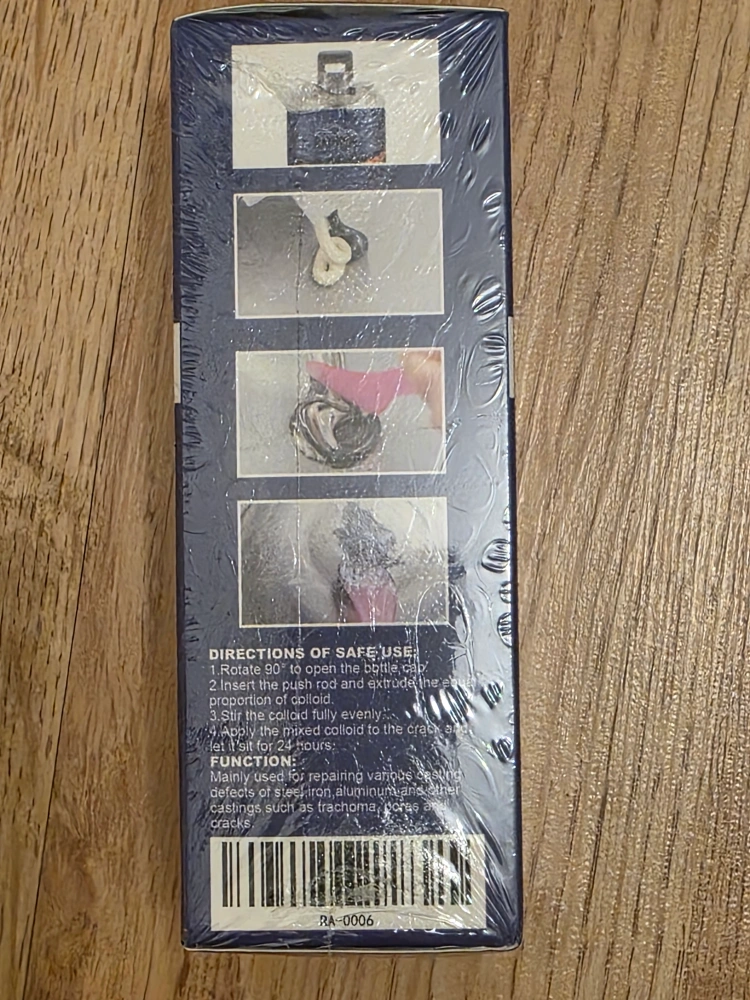 DIRECTIONS OF SAFE USE:
1.Rotate 90° to open the bottle cap.
2.Insert the push rod and extrude the equal
proportion of colloid.
3.Stir the colloid fully evenly.
4.Apply the mixed colloid to the crack and
let it sit for 24 hours.
FUNCTION:
Mainly used for repairing various casting
defects of steel,iron,aluminum and other
castings such as trachoma, pores and
cracks.
RA-0006